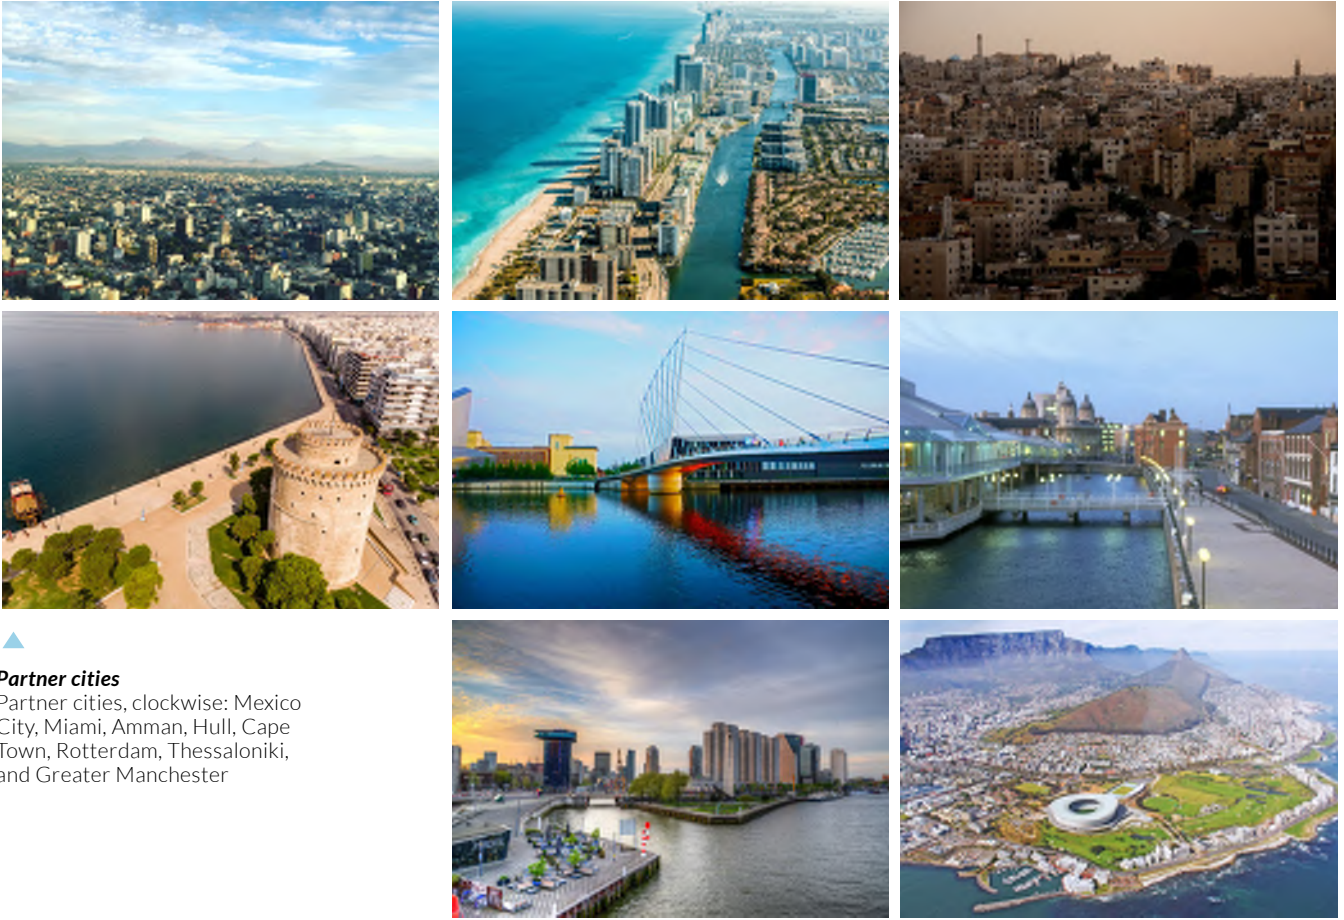 Partner cities
Partner cities, clockwise: Mexico
City, Miami, Amman, Hull, Cape
Town, Rotterdam, Thessaloniki,
and Greater Manchester